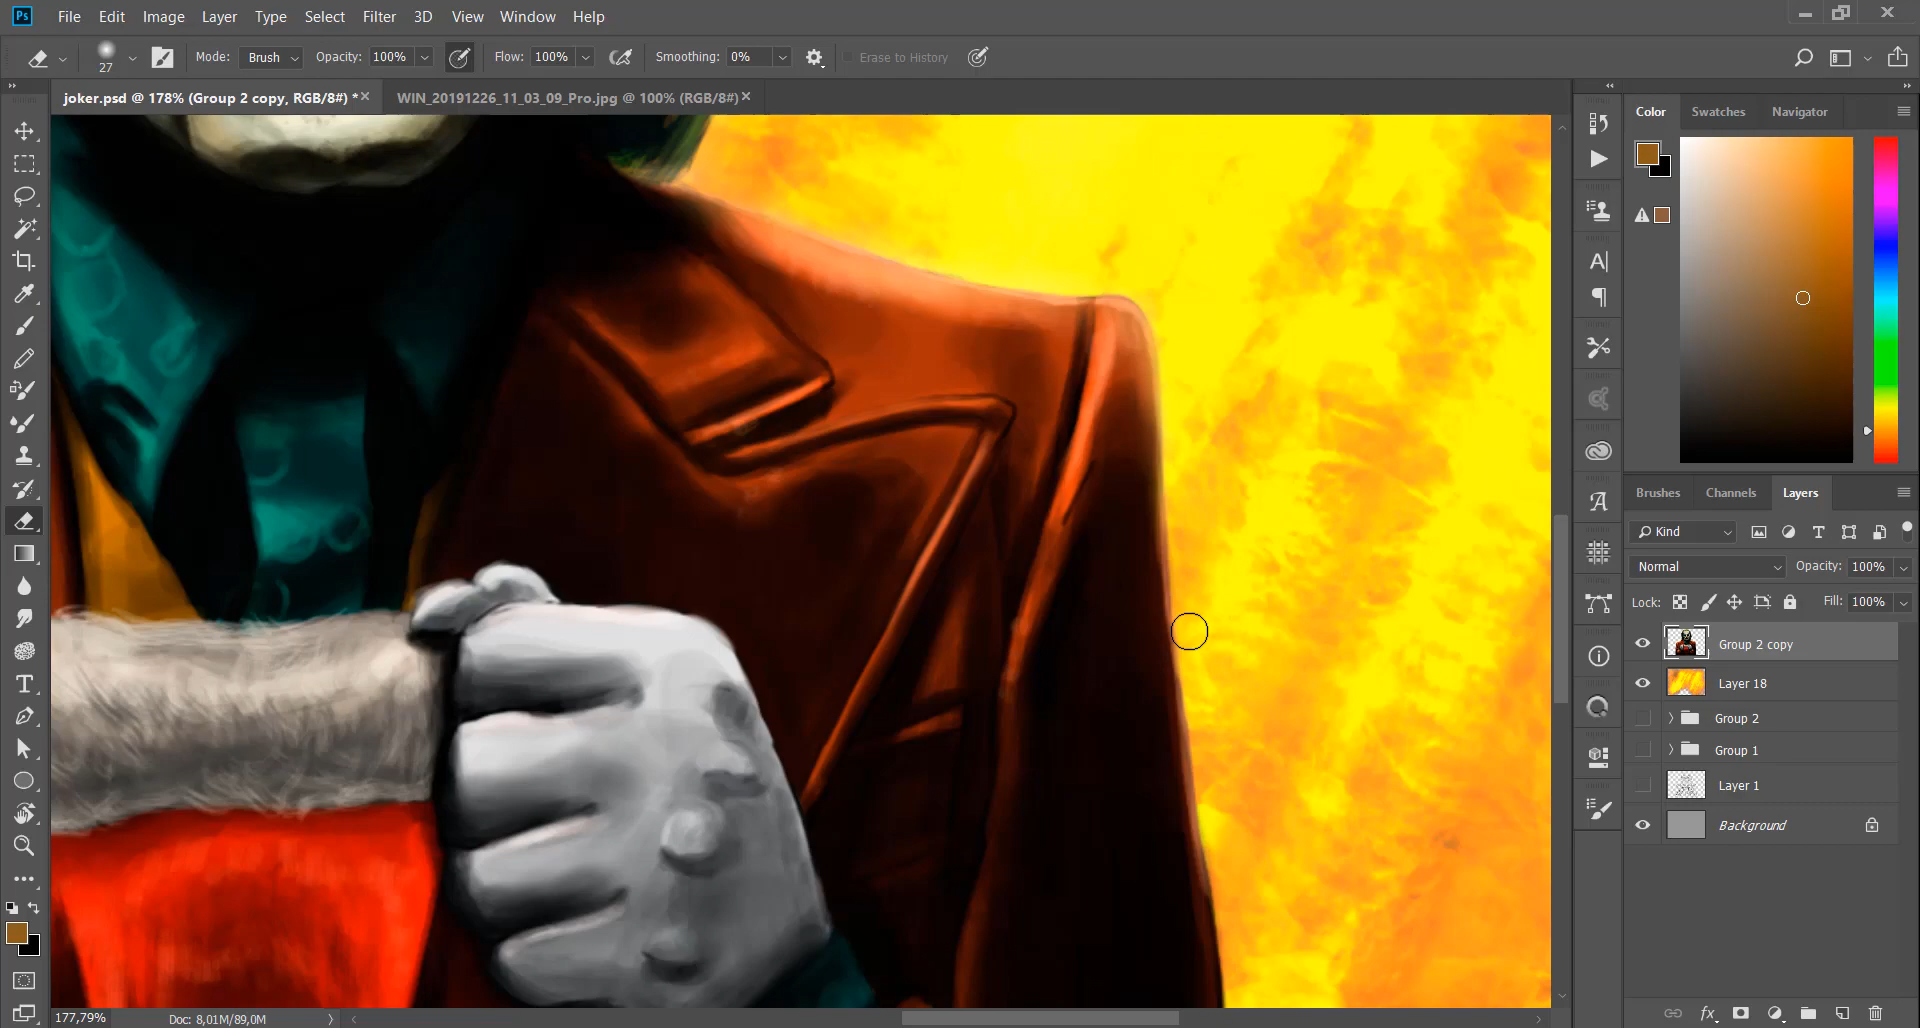 Ps File Edit Image Layer Type Select Filter 3D View Window Help
27 Mode: Brush Opacity: 100% Flow: 100% Smoothing: 0% Erase to History
joker.psd @ 178% (Group 2 copy, RGB/8#) * WIN_20191226_11_03_09_Pro.jpg @ 100% (RGB/8#)
Color Swatches Navigator
Brushes Channels Layers
Kind
Normal Opacity: 100%
Lock: Fill: 100%
Group 2 copy
Layer 18
Group 2
Group 1
Layer 1
Background
fx
177,79% Doc: 8,01M/89,0M